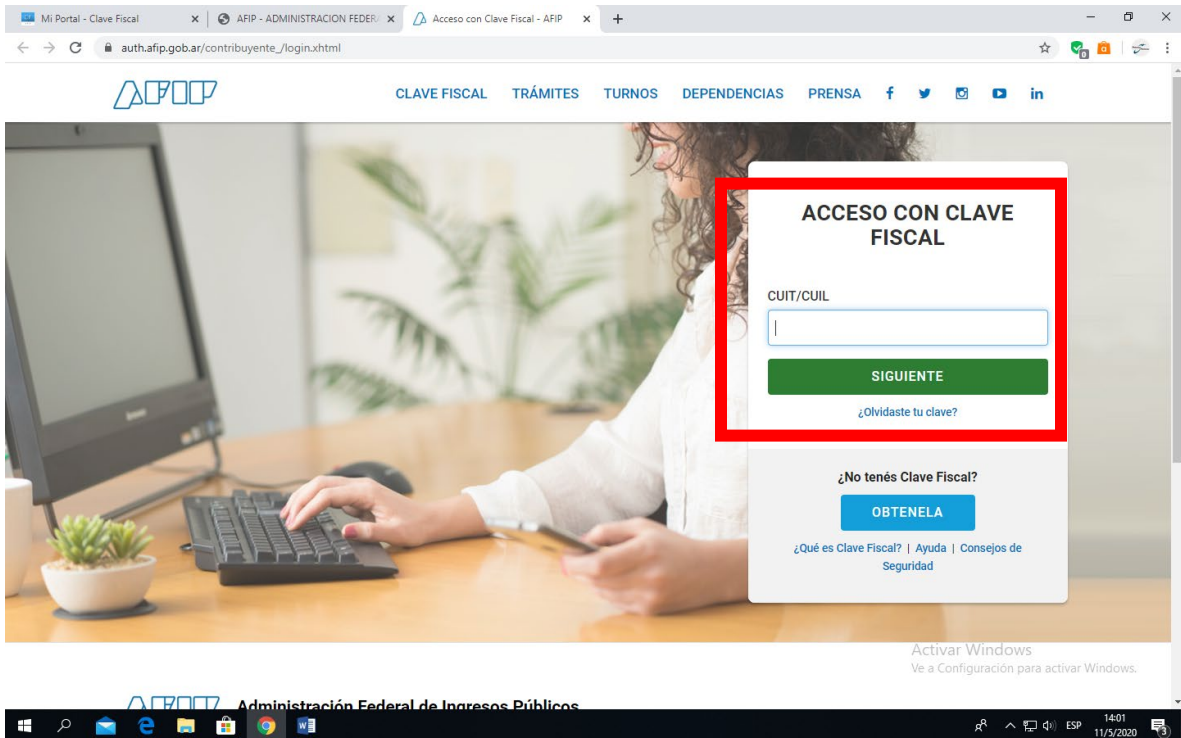 Mi Portal - Clave Fiscal
AFIP - ADMINISTRACION FEDER
Acceso con Clave Fiscal - AFIP
auth.afip.gob.ar/contribuyente_/login.xhtml
AFIP
CLAVE FISCAL TRÁMITES TURNOS DEPENDENCIAS PRENSA
ACCESO CON CLAVE
FISCAL
CUIT/CUIL
SIGUIENTE
¿Olvidaste tu clave?
¿No tenés Clave Fiscal?
OBTENELA
¿Qué es Clave Fiscal? | Ayuda | Consejos de
Seguridad
Activar Windows
Ve a Configuración para activar Windows.
AFIP Administración Federal de Ingresos Públicos
ESP
14:01
11/5/2020
3